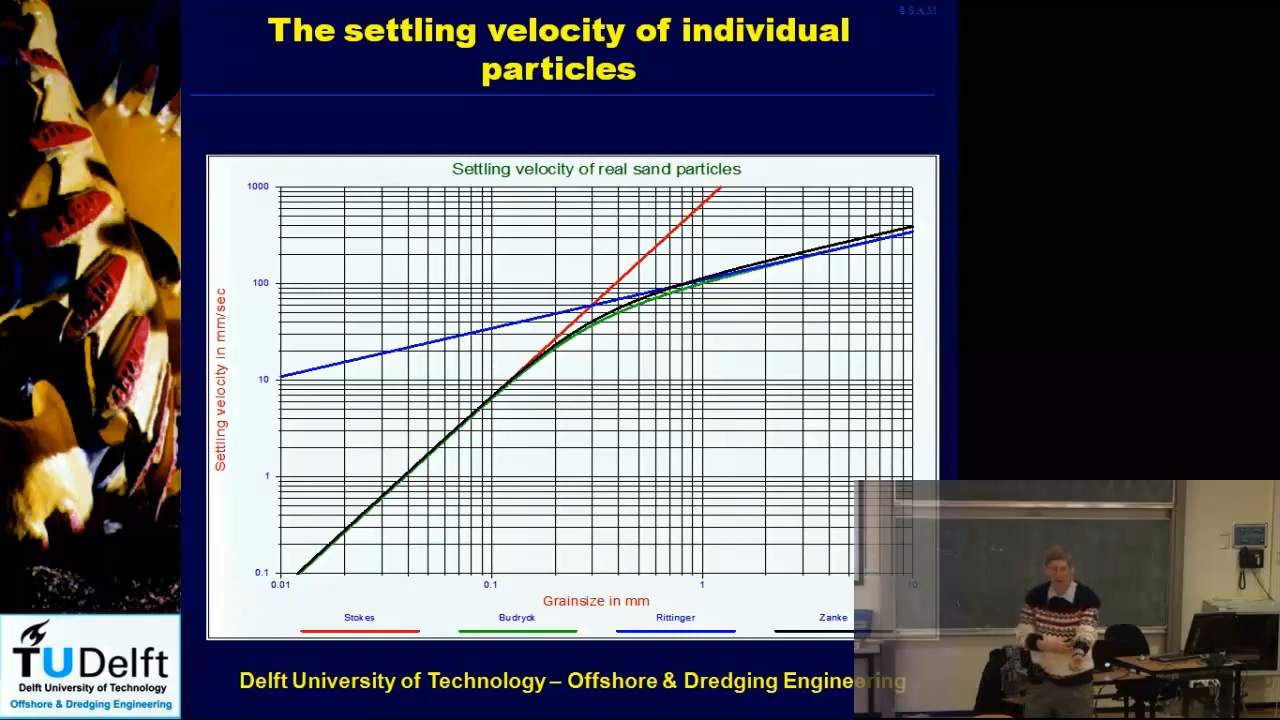 © S.A.M
The settling velocity of individual
particles
Settling velocity of real sand particles
1000
100
10
1
0.1
Settling velocity in mm/sec
0.01
0.1
1
10
Grainsize in mm
Stokes
Budryck
Rittinger
Zanke
TUDelft
Delft University of Technology
Offshore & Dredging Engineering
Delft University of Technology – Offshore & Dredging Engineering